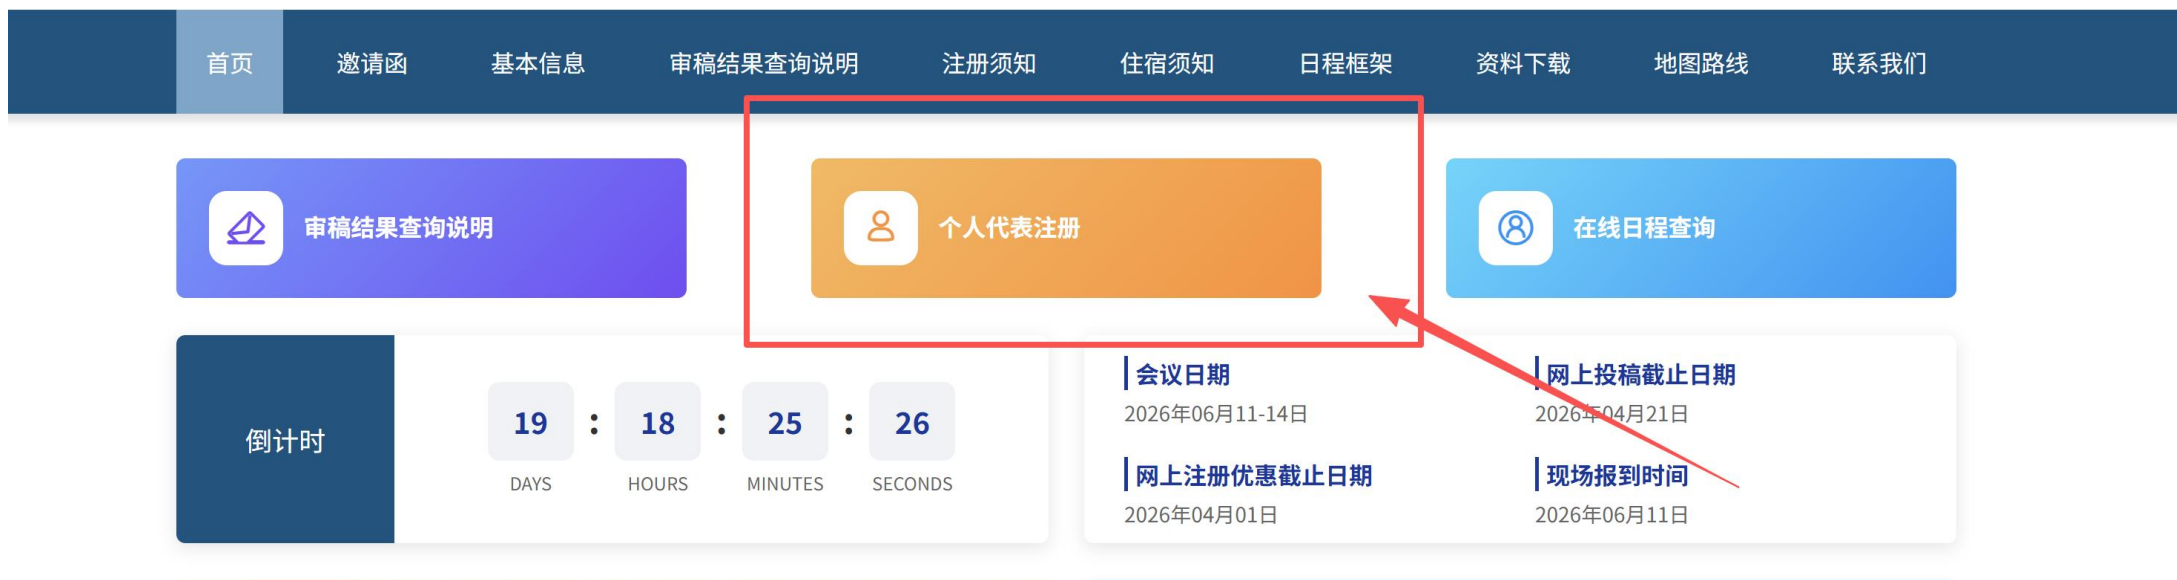 首页 邀请函 基本信息 审稿结果查询说明 注册须知 住宿须知 日程框架 资料下载 地图路线 联系我们
审稿结果查询说明 个人代表注册 在线日程查询
倒计时
19 : 18 : 25 : 26
DAYS HOURS MINUTES SECONDS
会议日期
2026年06月11-14日
网上投稿截止日期
2026年04月21日
网上注册优惠截止日期
2026年04月01日
现场报到时间
2026年06月11日